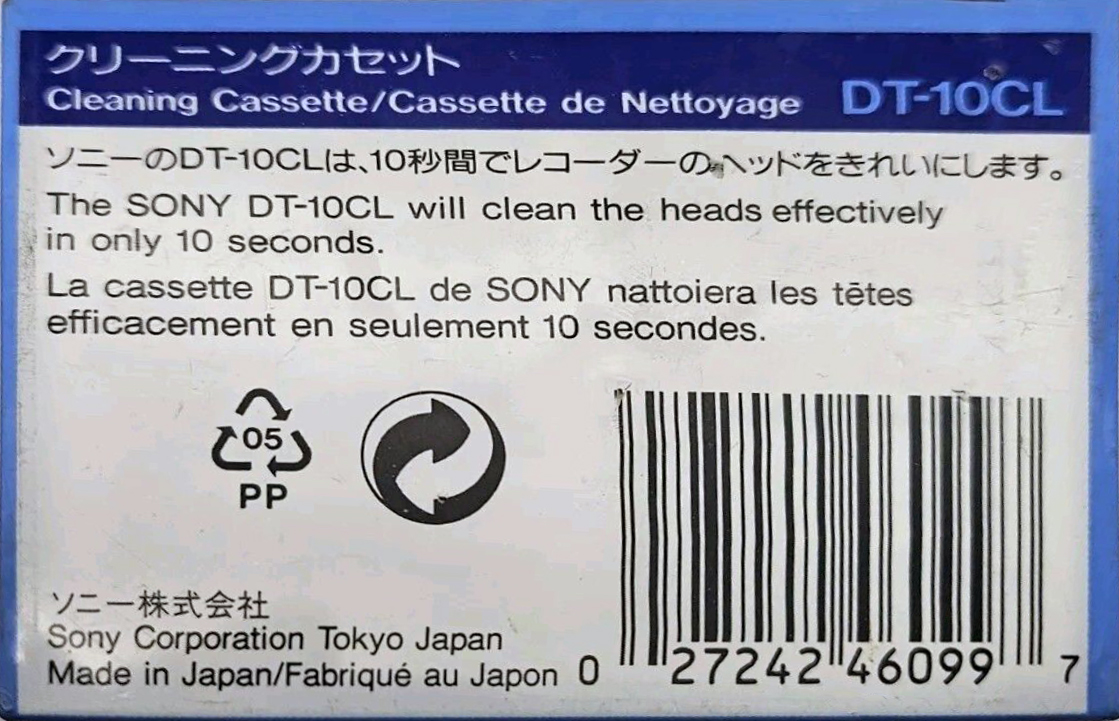 クリーニングカセット
Cleaning Cassette/Cassette de Nettoyage DT-10CL
ソニーのDT-10CLは、10秒間でレコーダーのヘッドをきれいにします。
The SONY DT-10CL will clean the heads effectively
in only 10 seconds.
La cassette DT-10CL de SONY nattoiera les tētes
efficacement en seulement 10 secondes.
05
PP
ソニー株式会社
Sony Corporation Tokyo Japan
Made in Japan/Fabriqué au Japon
0 27242 46099 7